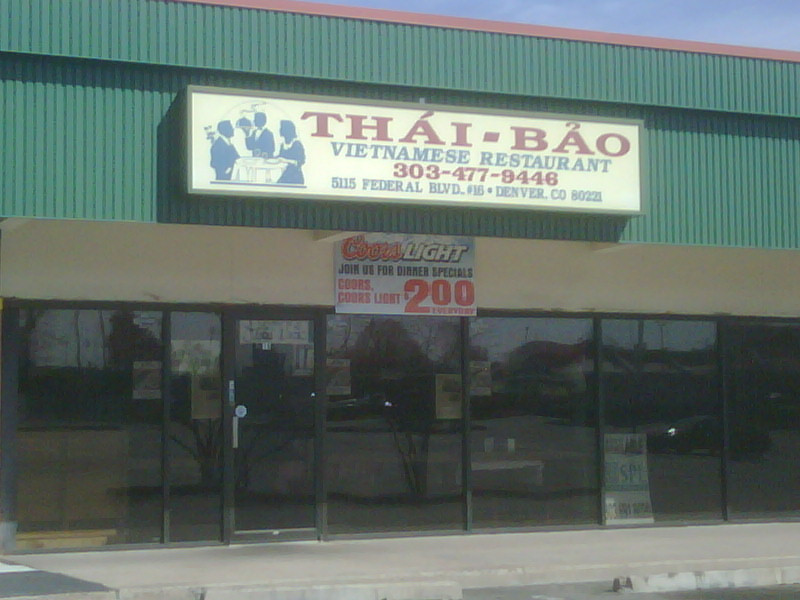 THÁI-BẢO
VIETNAMESE RESTAURANT
303-477-9446
5115 FEDERAL BLVD., #16 • DENVER, CO 80221
Coors LIGHT
JOIN US FOR DINNER SPECIALS
COORS,
COORS LIGHT $200
EVERYDAY
16